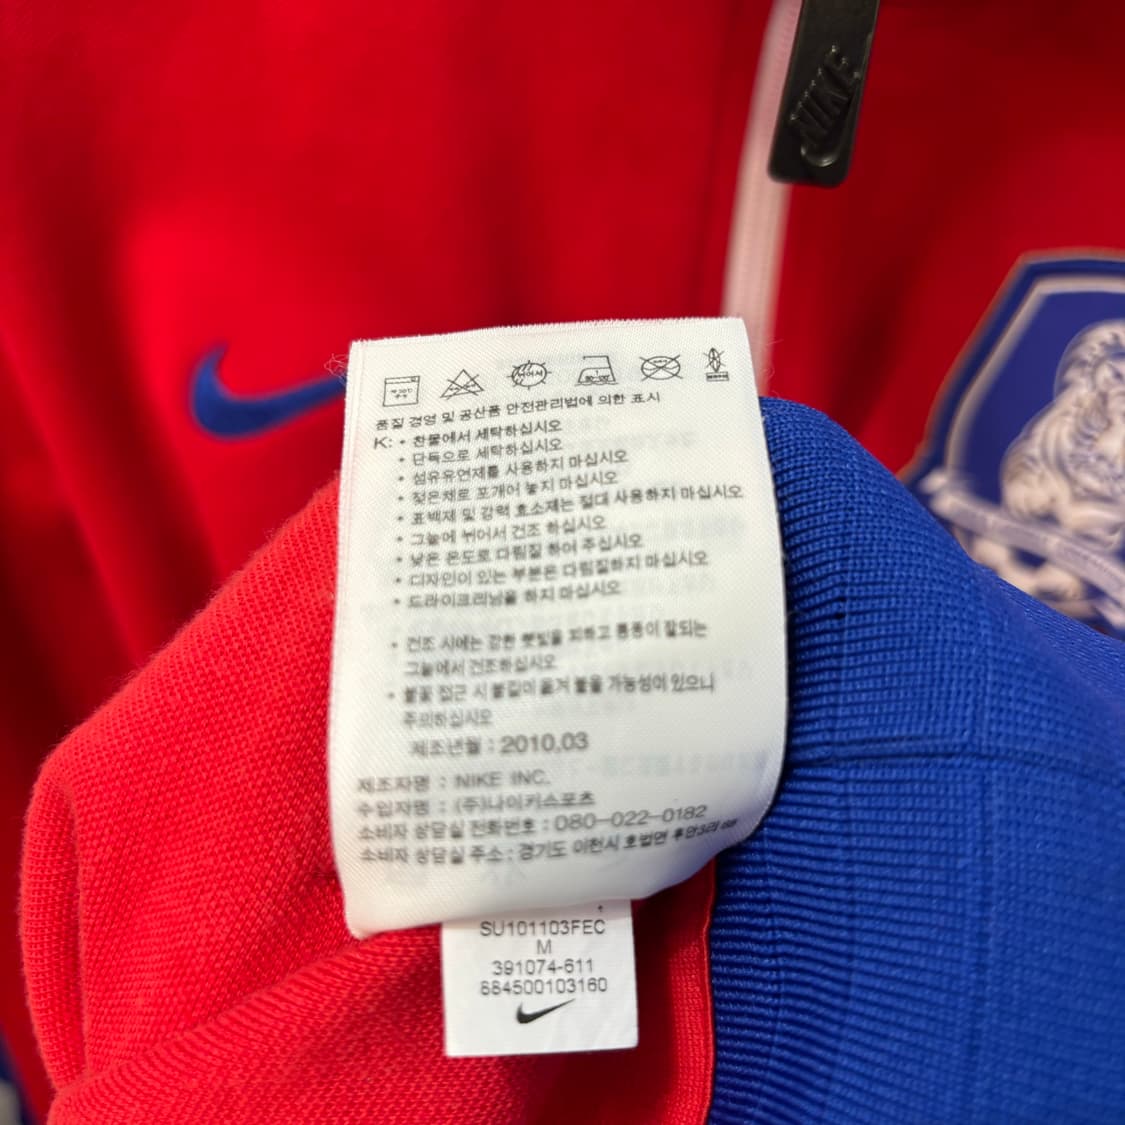 NIKE
품질 경영 및 공산품 안전관리법에 의한 표시
K: • 찬물에서 세탁하십시오
• 단독으로 세탁하십시오
• 섬유유연제를 사용하지 마십시오
• 젖은채로 포개어 놓지 마십시오
• 표백제 및 강력 효소제는 절대 사용하지 마십시오
• 그늘에 뉘어서 건조 하십시오
• 낮은 온도로 다림질 하여 주십시오
• 디자인이 있는 부분은 다림질하지 마십시오
• 드라이크리닝을 하지 마십시오
• 건조 시에는 강한 햇빛을 피하고 통풍이 잘되는
그늘에서 건조하십시오
• 불꽃 접근 시 불길이 옮겨 붙을 가능성이 있으니
주의하십시오
제조년월 : 2010.03
제조자명 : NIKE INC.
수입자명 : (주)나이키스포츠
소비자 상담실 전화번호 : 080-022-0182
소비자 상담실 주소 : 경기도 이천시 호법면 후안3리
SU101103FEC
M
391074-611
884500103160